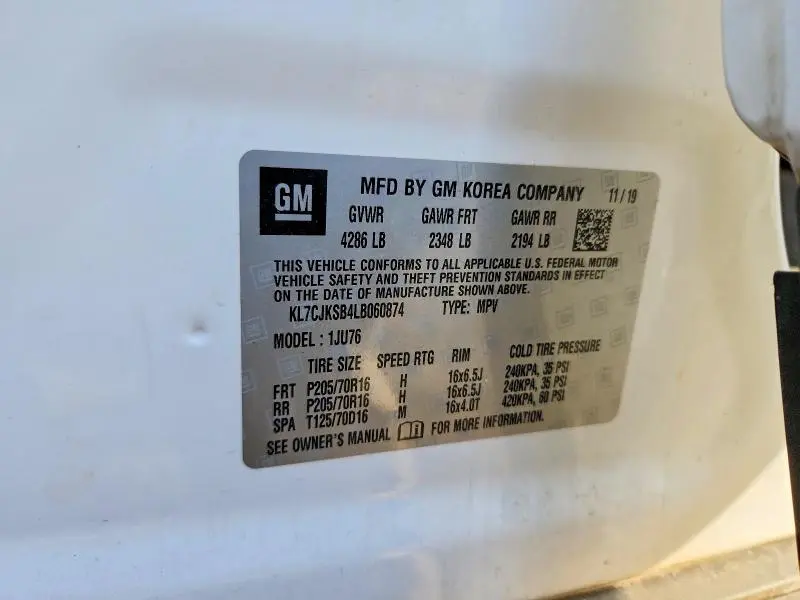 GM
MFD BY GM KOREA COMPANY 11 / 19
GVWR GAWR FRT GAWR RR
4286 LB 2348 LB 2194 LB
THIS VEHICLE CONFORMS TO ALL APPLICABLE U.S. FEDERAL MOTOR
VEHICLE SAFETY AND THEFT PREVENTION STANDARDS IN EFFECT
ON THE DATE OF MANUFACTURE SHOWN ABOVE.
KL7CJKSB4LB060874 TYPE: MPV
MODEL : 1JU76
TIRE SIZE SPEED RTG RIM COLD TIRE PRESSURE
FRT P205/70R16 H 16x6.5J 240KPA, 35 PSI
RR P205/70R16 H 16x6.5J 240KPA, 35 PSI
SPA T125/70D16 M 16x4.0T 420KPA, 60 PSI
SEE OWNER'S MANUAL FOR MORE INFORMATION.